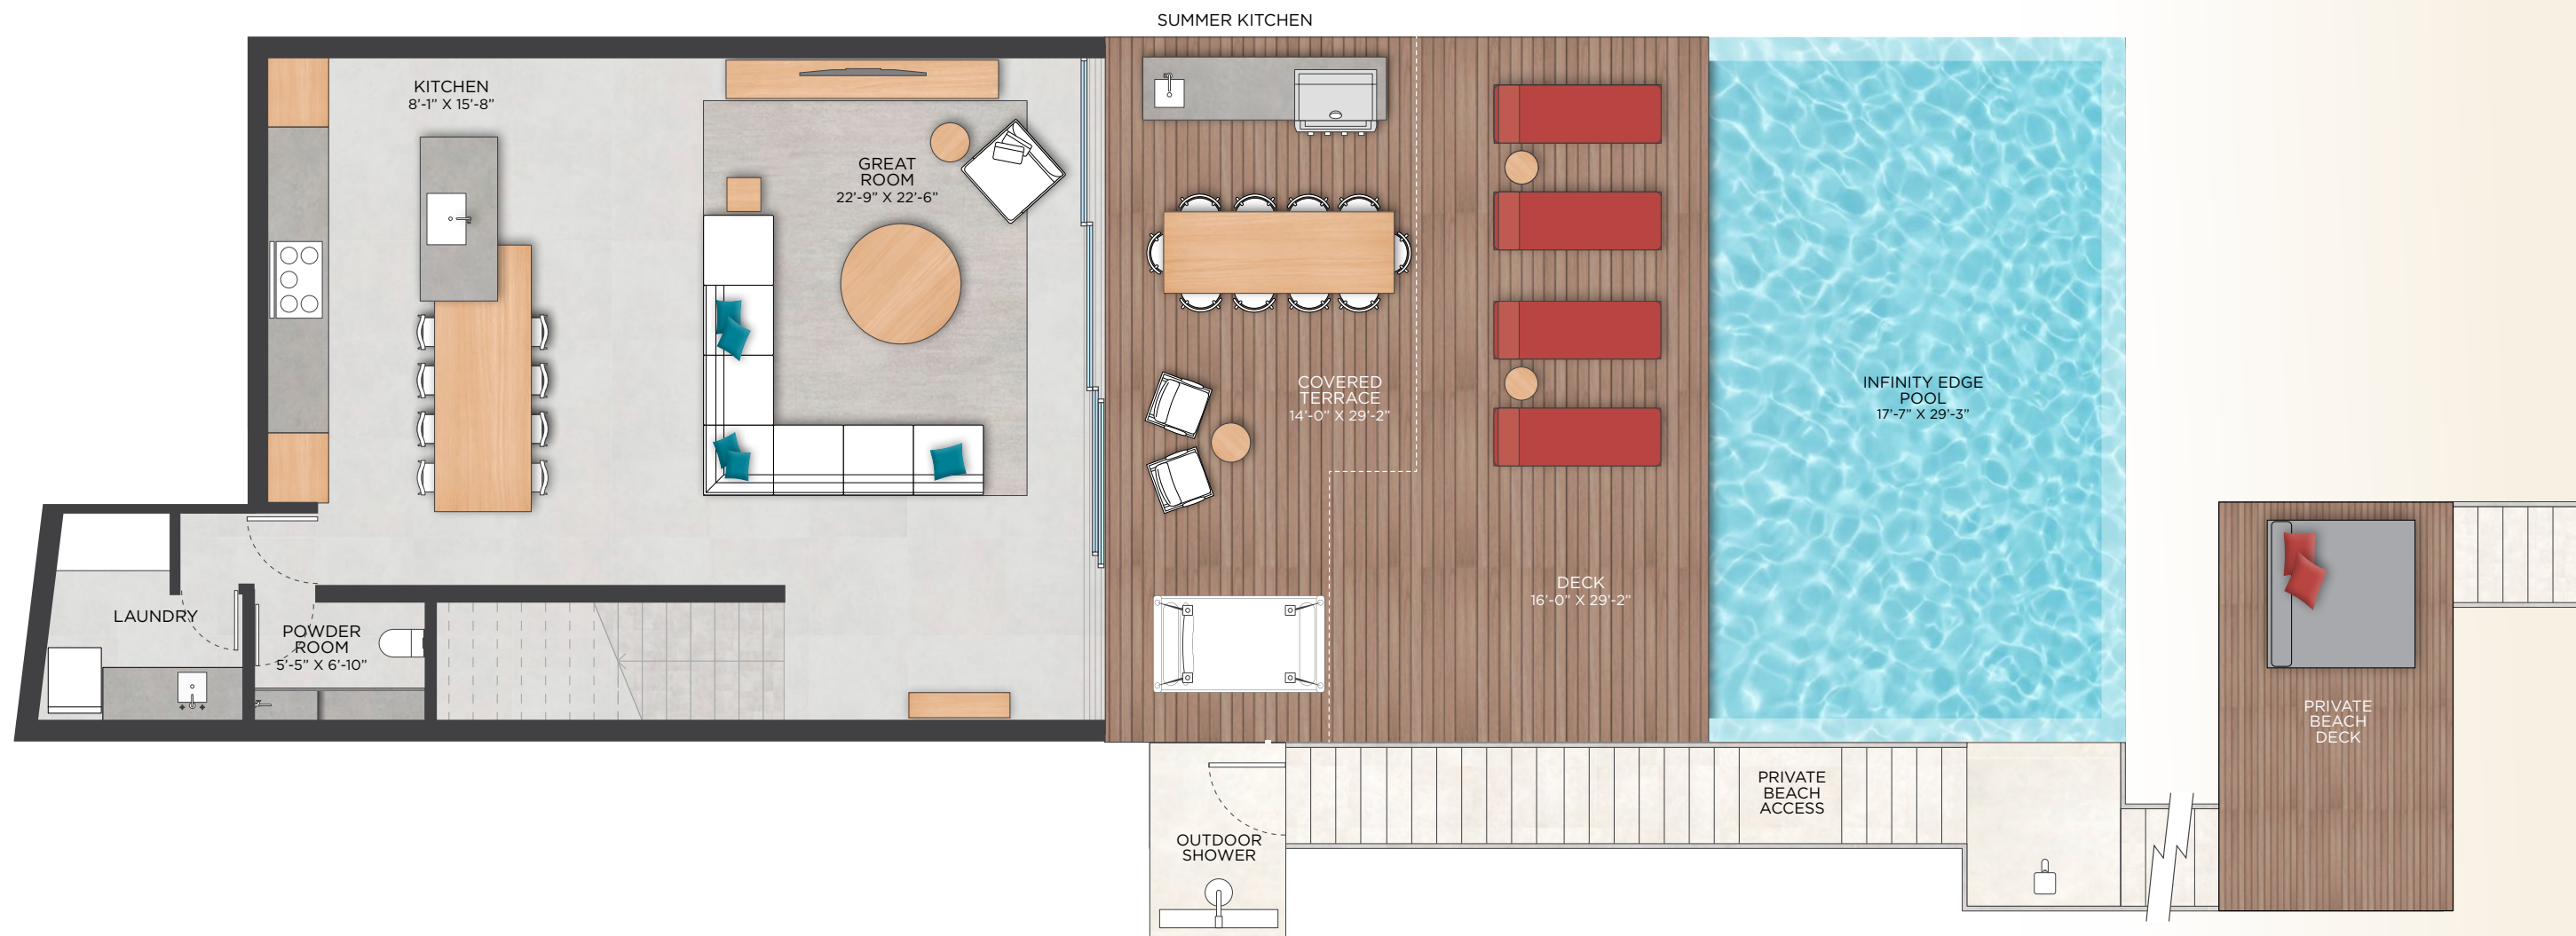 SUMMER KITCHEN
KITCHEN
8’-1” X 15’-8”
GREAT
ROOM
22’-9” X 22’-6”
COVERED
TERRACE
14’-0” X 29’-2”
INFINITY EDGE
POOL
17’-7” X 29’-3”
DECK
16’-0” X 29’-2”
LAUNDRY
POWDER
ROOM
5’-5” X 6’-10”
PRIVATE
BEACH
DECK
PRIVATE
BEACH
ACCESS
OUTDOOR
SHOWER